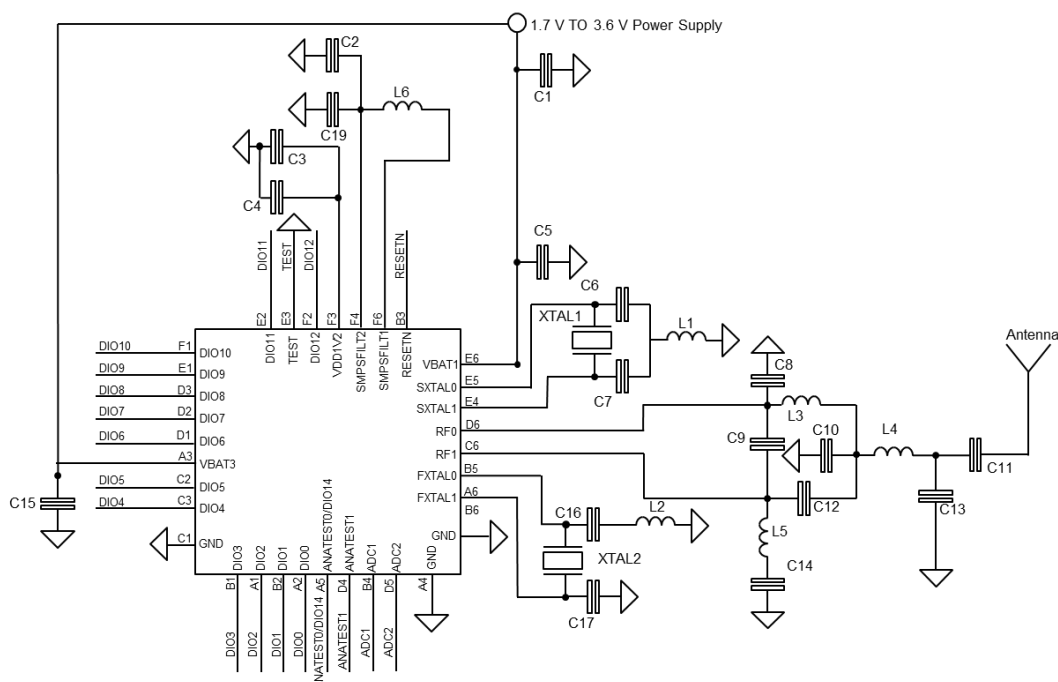 1.7 V TO 3.6 V Power Supply
C2
C1
L6
C19
C3
C4
C5
C6
DIO11
TEST
DIO12
RESETN
XTAL1
L1
C7
E2
E3
F2
F3
F4
F6
B3
DIO11
TEST
DIO12
VDD1V2
SMPSFILT2
SMPSFILT1
RESETN
Antenna
C8
L3
C9
C10
L4
C11
C12
C13
L5
C14
DIO10 F1 DIO10
DIO9 E1 DIO9
DIO8 D3 DIO8
DIO7 D2 DIO7
DIO6 D1 DIO6
A3 VBAT3
DIO5 C2 DIO5
DIO4 C3 DIO4
C1 GND
C15
VBAT1 E6
SXTAL0 E5
SXTAL1 E4
RF0 D6
RF1 C6
FXTAL0 B5
FXTAL1 A6
B6
GND
C16
L2
XTAL2
C17
DIO3
DIO2
DIO1
DIO0
ANATEST0/DIO14
ANATEST1
ADC1
ADC2
GND
B1
A1
B2
A2
A5
D4
B4
D5
A4
DIO3
DIO2
DIO1
DIO0
NATEST0/DIO14
ANATEST1
ADC1
ADC2